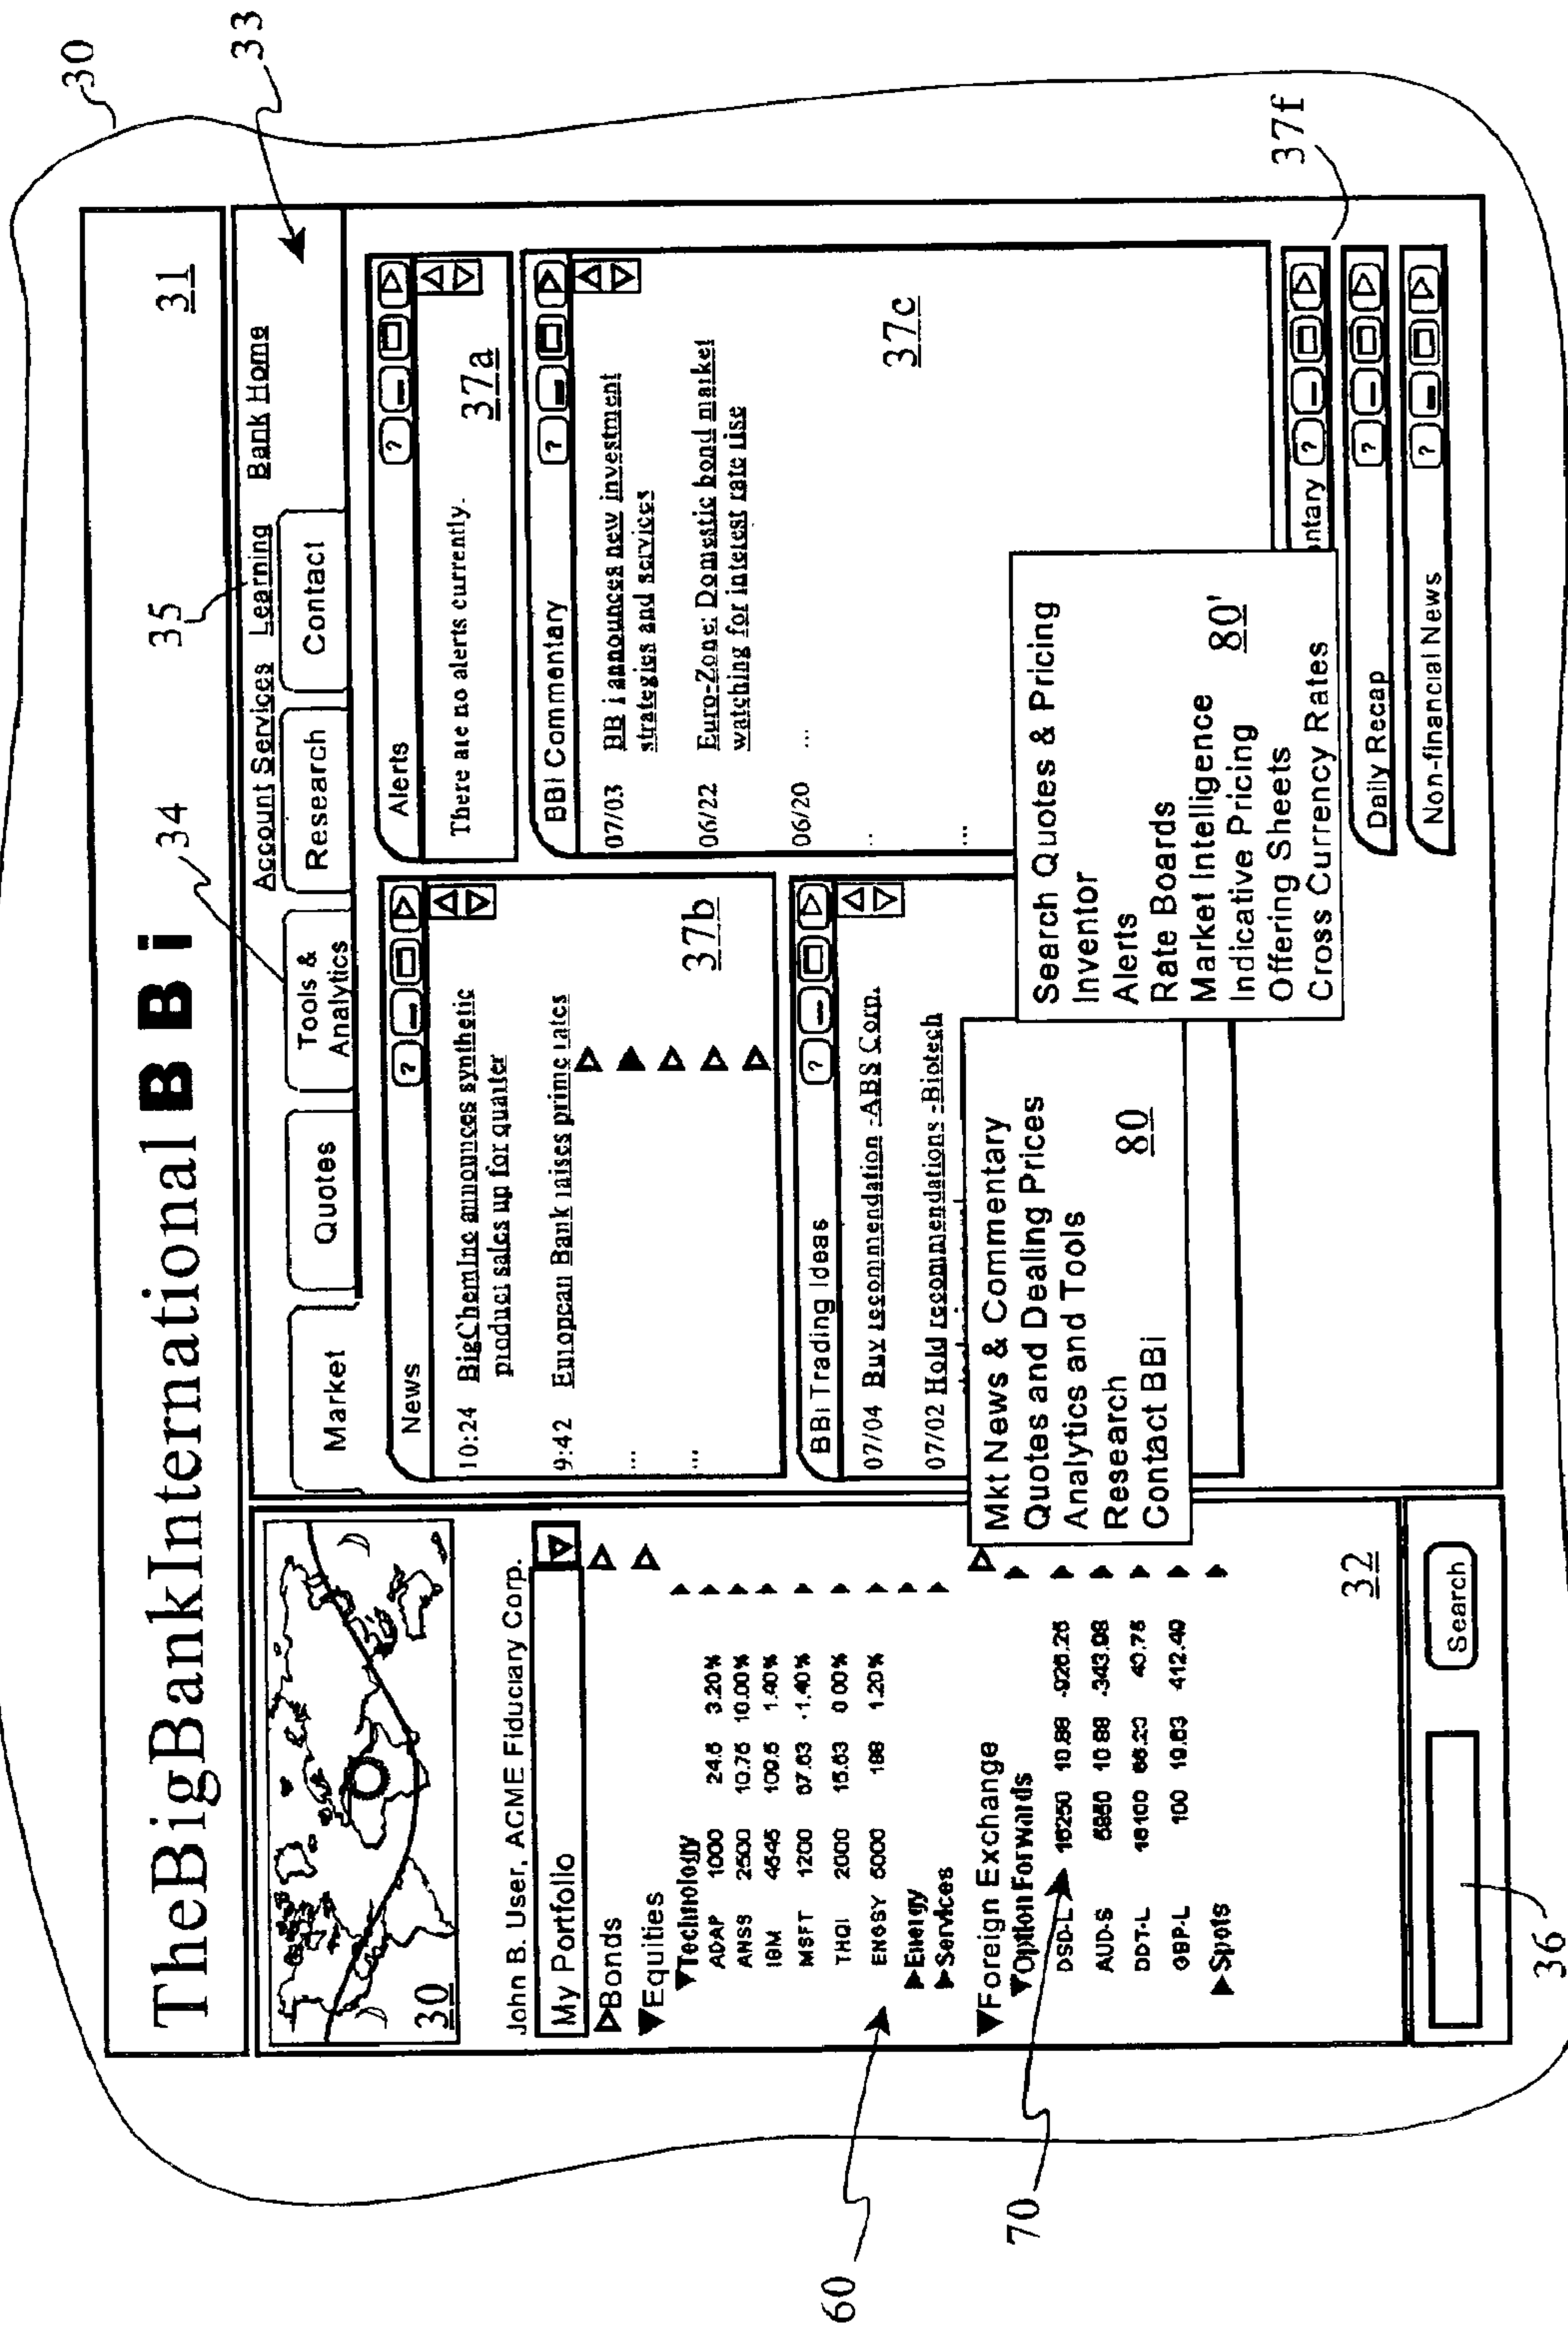 30
33
TheBigBankInternational BBi
31
34
35
Account Services Learning Bank Home
Market
Quotes
Tools &
Analytics
Research
Contact
30
John B. User, ACME Fiduciary Corp.
My Portfolio
Bonds
Equities
Technology
ADAP 1000 24.5 3.20%
ANSS 2500 10.75 10.00%
IBM 4545 109.5 1.40%
MSFT 1200 67.63 -1.40%
THQI 2000 15.63 0 00%
ENGSY 5000 188 1.20%
Energy
Services
Foreign Exchange
Option Forwards
DSD-L 16250 10.88 -926.25
AUD-S 5850 10 88 -343.98
DDT-L 18100 66.23 40.75
GBP-L 100 19.63 412.40
Spots
32
Search
36
60
70
News
?
10:24 BigChemInc announces synthetic
product sales up for quarter
9:42 European Bank raises prime rates
...
...
37b
BBi Trading Ideas
?
07/04 Buy recommendation -ABS Corp.
07/02 Hold recommendations -Biotech
Mkt News & Commentary
Quotes and Dealing Prices
Analytics and Tools
Research
Contact BBi
80
Alerts
?
There are no alerts currently.
37a
BBI Commentary
?
07/03 BB i announces new investment
strategies and services
06/22 Euro-Zone: Domestic bond market
watching for interest rate rise
06/20 ...
..
...
37c
Search Quotes & Pricing
Inventor
Alerts
Rate Boards
Market Intelligence
Indicative Pricing
Offering Sheets
Cross Currency Rates
80'
ntary ?
37f
Daily Recap ?
Non-financial News ?